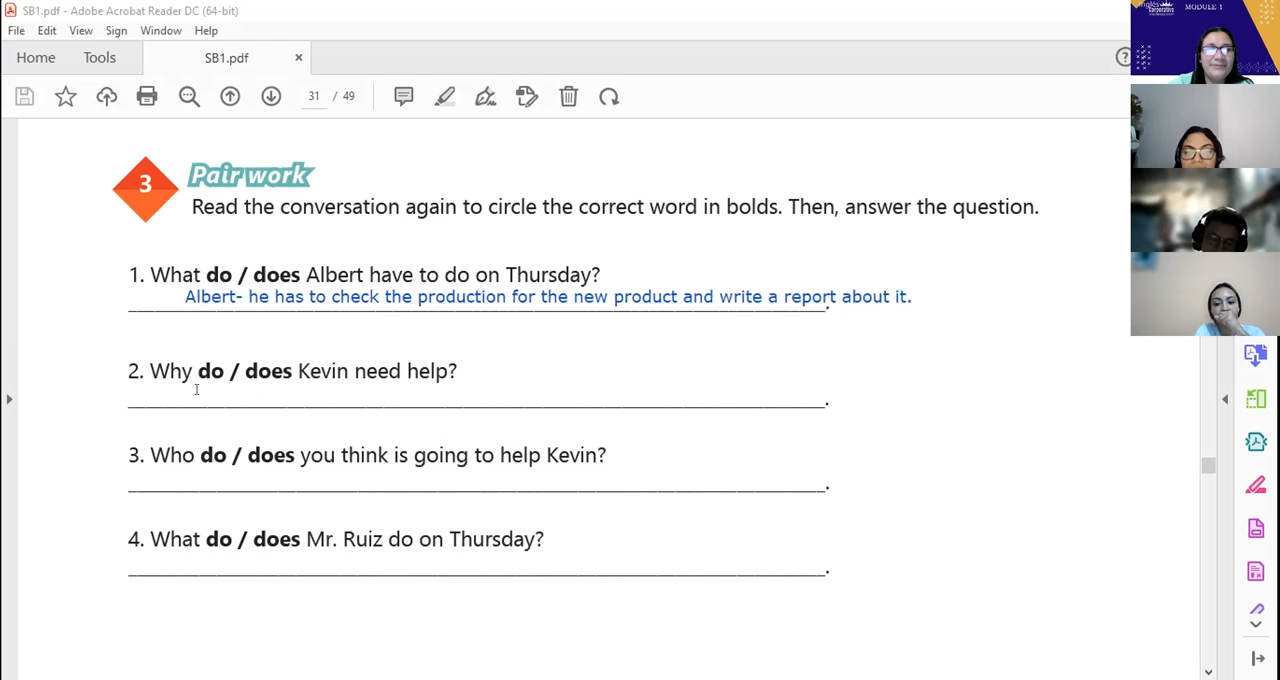 SB1.pdf - Adobe Acrobat Reader DC (64-bit)
File Edit View Sign Window Help
Home Tools SB1.pdf ×
31 / 49
MODULE 1
3 Pair work
Read the conversation again to circle the correct word in bolds. Then, answer the question.
1. What do / does Albert have to do on Thursday?
Albert- he has to check the production for the new product and write a report about it.
2. Why do / does Kevin need help?
3. Who do / does you think is going to help Kevin?
4. What do / does Mr. Ruiz do on Thursday?